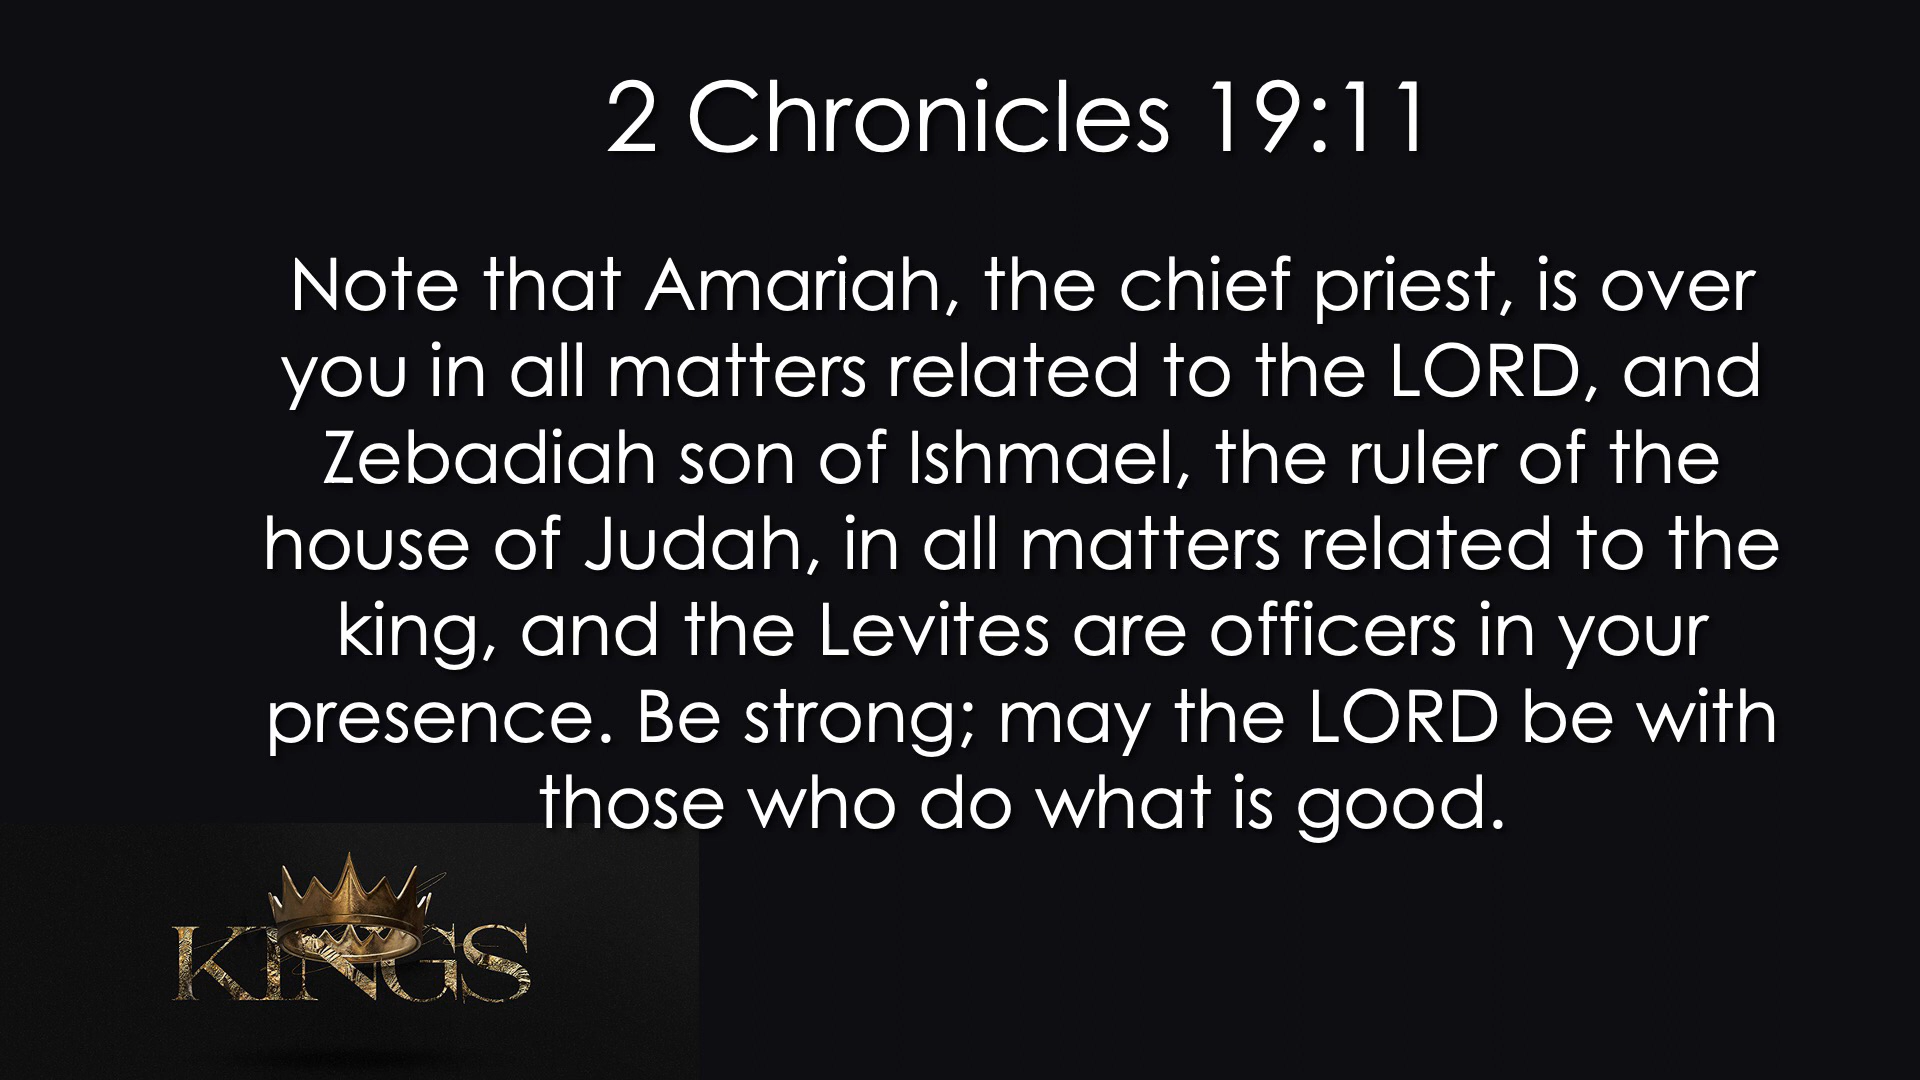 2 Chronicles 19:11
Note that Amariah, the chief priest, is over
you in all matters related to the LORD, and
Zebadiah son of Ishmael, the ruler of the
house of Judah, in all matters related to the
king, and the Levites are officers in your
presence. Be strong; may the LORD be with
those who do what is good.
KINGS